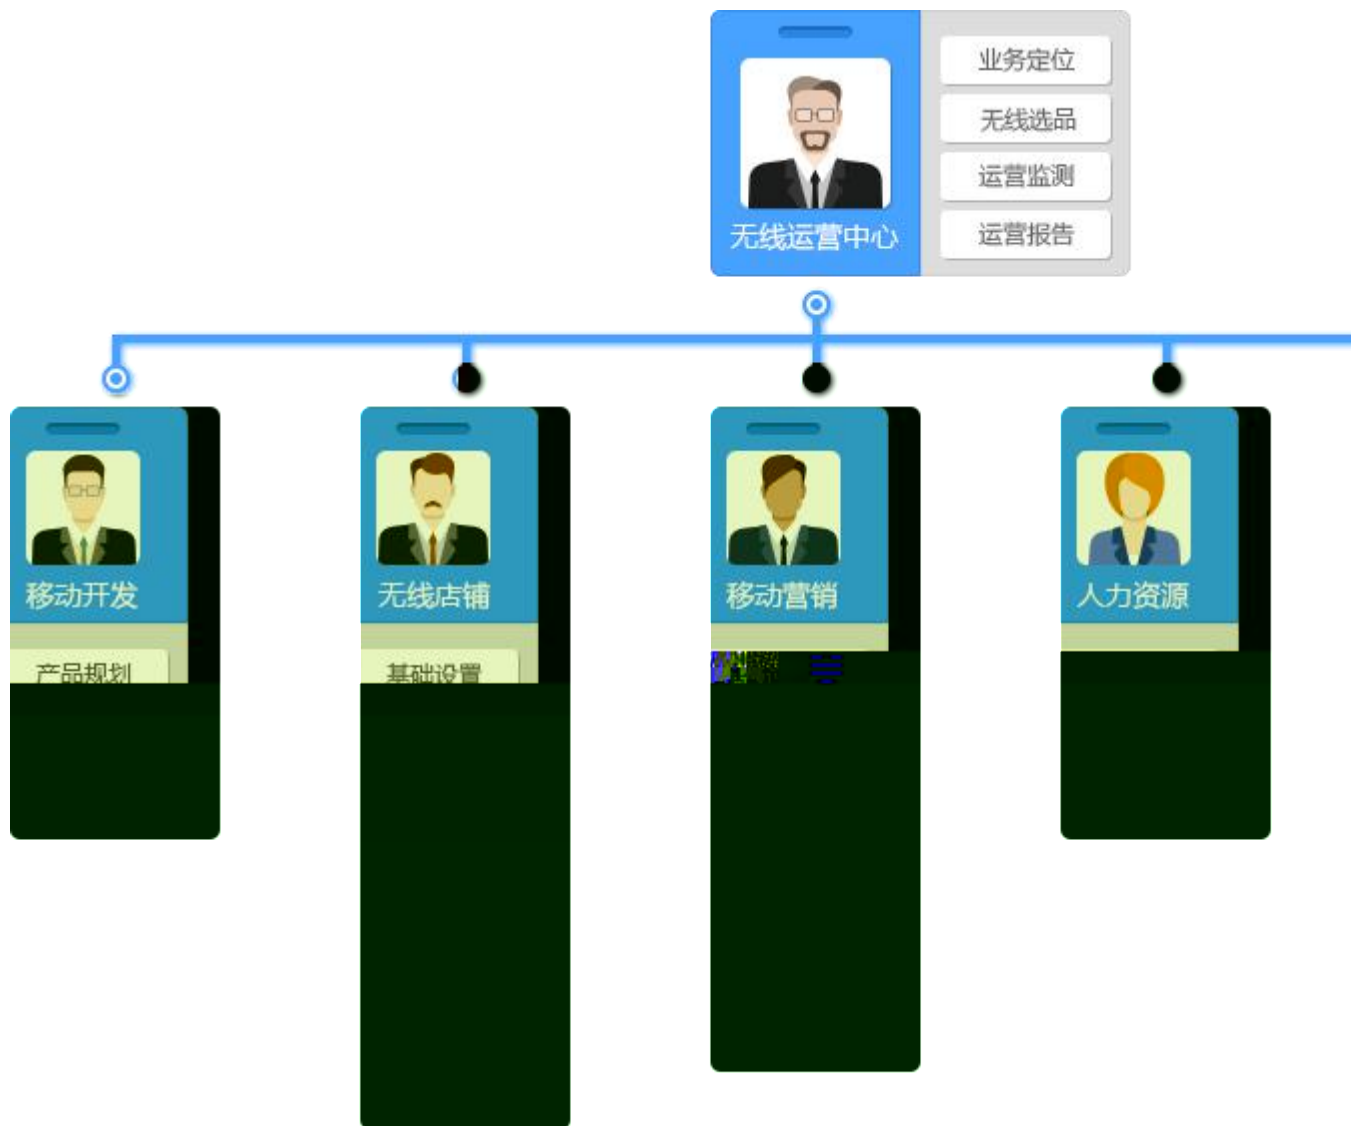 业务定位
无线选品
运营监测
运营报告
无线运营中心
移动开发
无线店铺
移动营销
人力资源
产品规划
基础设置